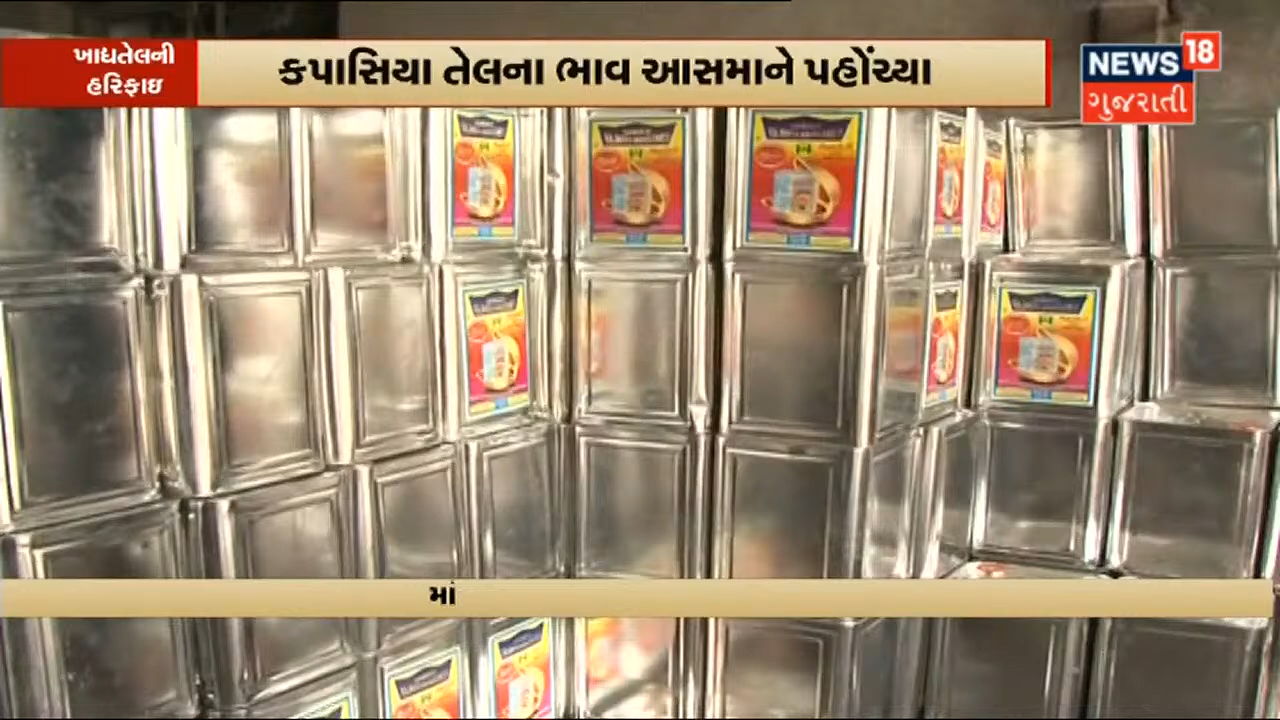 ખાદ્યતેલની
હરિફાઇ
કપાસિયા તેલના ભાવ આસમાને પહોંચ્યા
NEWS 18
ગુજરાતી
માં